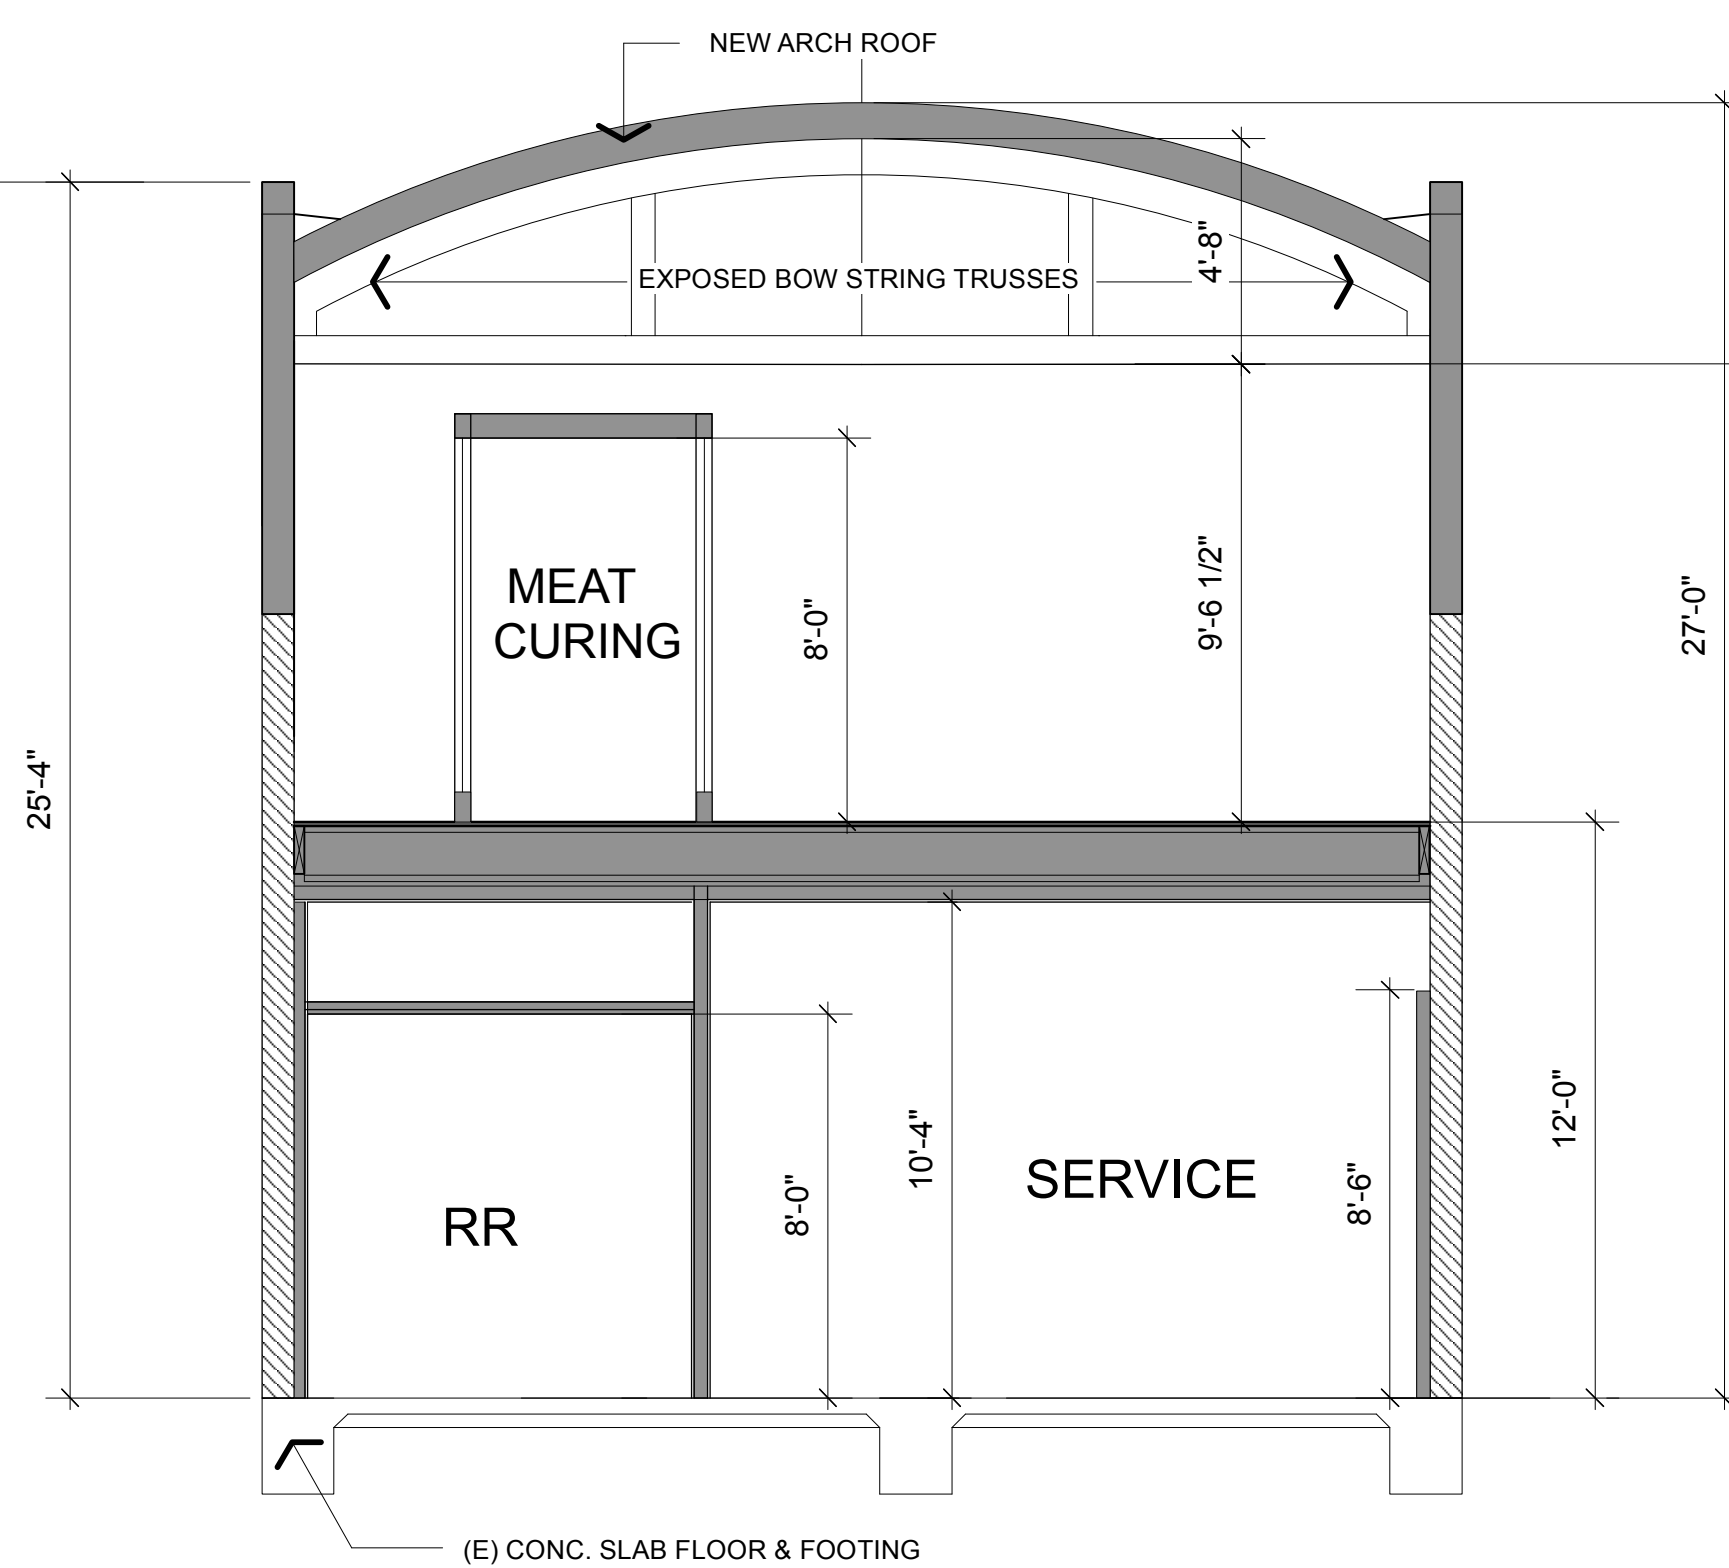 NEW ARCH ROOF
EXPOSED BOW STRING TRUSSES
4'-8"
9'-6 1/2"
27'-0"
MEAT
CURING
8'-0"
25'-4"
12'-0"
10'-4"
8'-0"
8'-6"
SERVICE
RR
(E) CONC. SLAB FLOOR & FOOTING